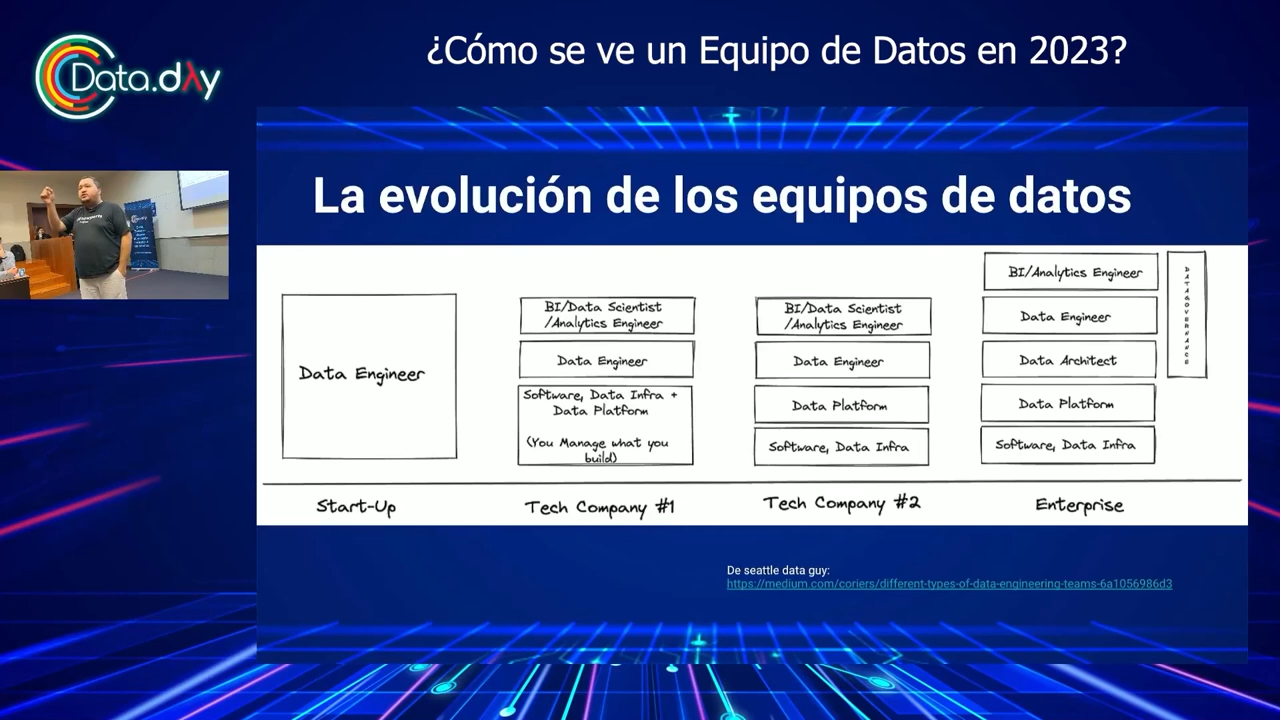 ¿Cómo se ve un Equipo de Datos en 2023?
Data.dλy
La evolución de los equipos de datos
Data Engineer
Start-Up
BI/Data Scientist
/Analytics Engineer
Data Engineer
Software, Data Infra +
Data Platform
(You Manage what you
build)
Tech Company #1
BI/Data Scientist
/Analytics Engineer
Data Engineer
Data Platform
Software, Data Infra
Tech Company #2
BI/Analytics Engineer
Data Engineer
Data Architect
Data Platform
Software, Data Infra
Enterprise
DATAGOVERNANCE
De seattle data guy:
https://medium.com/coriers/different-types-of-data-engineering-teams-6a1056986d3